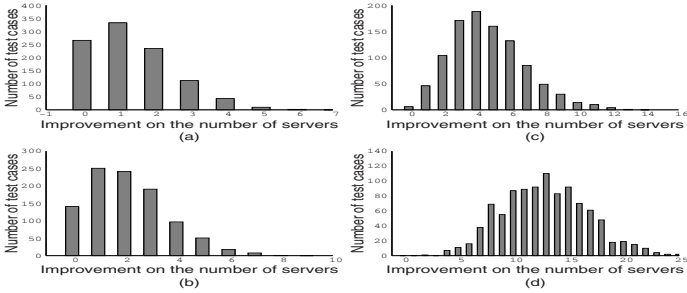 Number of test cases
400
350
300
250
200
150
100
50
0
−1 0 1 2 3 4 5 6 7
Improvement on the number of servers
(a)
Number of test cases
200
150
100
50
0
0 2 4 6 8 10 12 14 16
Improvement on the number of servers
(c)
Number of test cases
300
250
200
150
100
50
0
0 2 4 6 8 10
Improvement on the number of servers
(b)
Number of test cases
140
120
100
80
60
40
20
0
0 5 10 15 20 25
Improvement on the number of servers
(d)